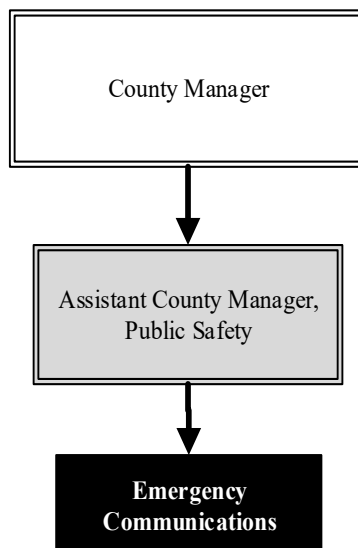 County Manager
Assistant County Manager,
Public Safety
Emergency
Communications